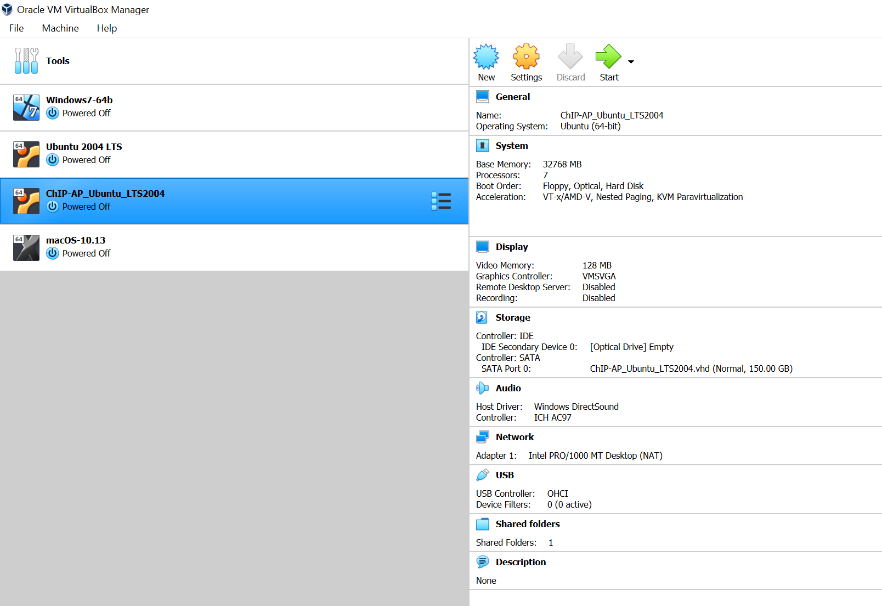 Oracle VM VirtualBox Manager
File Machine Help
Tools
64
7
Windows7-64b
Powered Off
64
Ubuntu 2004 LTS
Powered Off
64
ChIP-AP_Ubuntu_LTS2004
Powered Off
64
macOS-10.13
Powered Off
New Settings Discard Start
General
Name: ChIP-AP_Ubuntu_LTS2004
Operating System: Ubuntu (64-bit)
System
Base Memory: 32768 MB
Processors: 7
Boot Order: Floppy, Optical, Hard Disk
Acceleration: VT-x/AMD-V, Nested Paging, KVM Paravirtualization
Display
Video Memory: 128 MB
Graphics Controller: VMSVGA
Remote Desktop Server: Disabled
Recording: Disabled
Storage
Controller: IDE
IDE Secondary Device 0: [Optical Drive] Empty
Controller: SATA
SATA Port 0: ChIP-AP_Ubuntu_LTS2004.vhd (Normal, 150.00 GB)
Audio
Host Driver: Windows DirectSound
Controller: ICH AC97
Network
Adapter 1: Intel PRO/1000 MT Desktop (NAT)
USB
USB Controller: OHCI
Device Filters: 0 (0 active)
Shared folders
Shared Folders: 1
Description
None